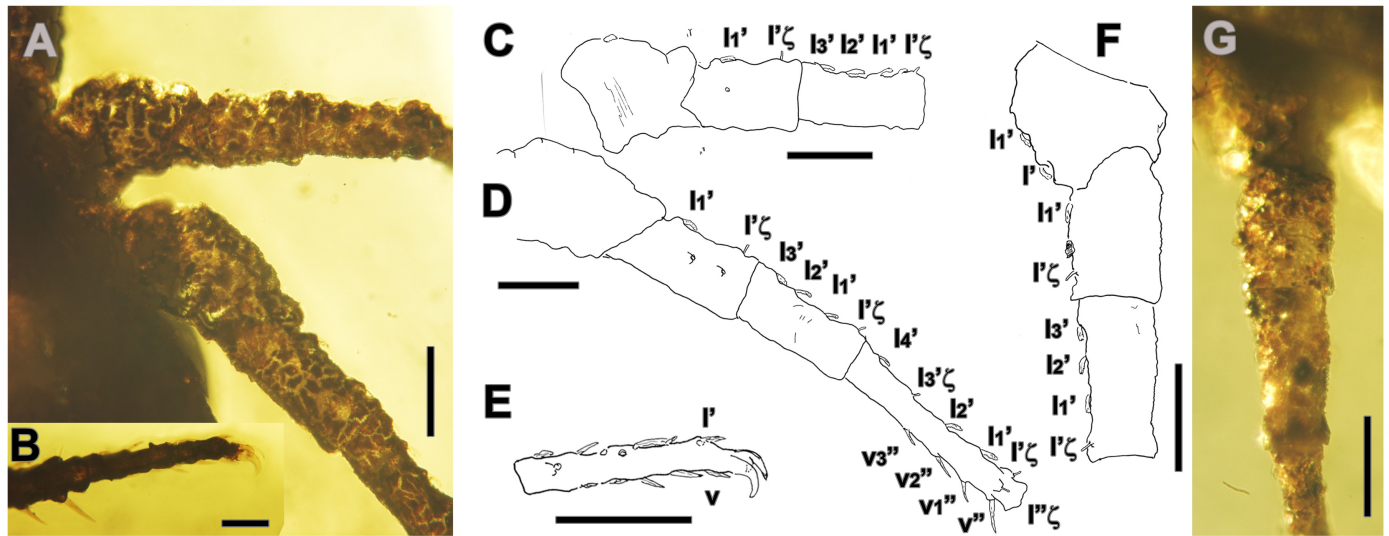 A
B
C
l1' l'ζ l3' l2' l1' l'ζ
D
l1'
l'ζ
l3'
l2'
l1'
l'ζ
l4'
l3'ζ
l2'
l1'
l'ζ
v3”
v2”
v1”
v”
l”ζ
E
l'
v
F
l1'
l'
l1'
l'ζ
l3'
l2'
l1'
l'ζ
G